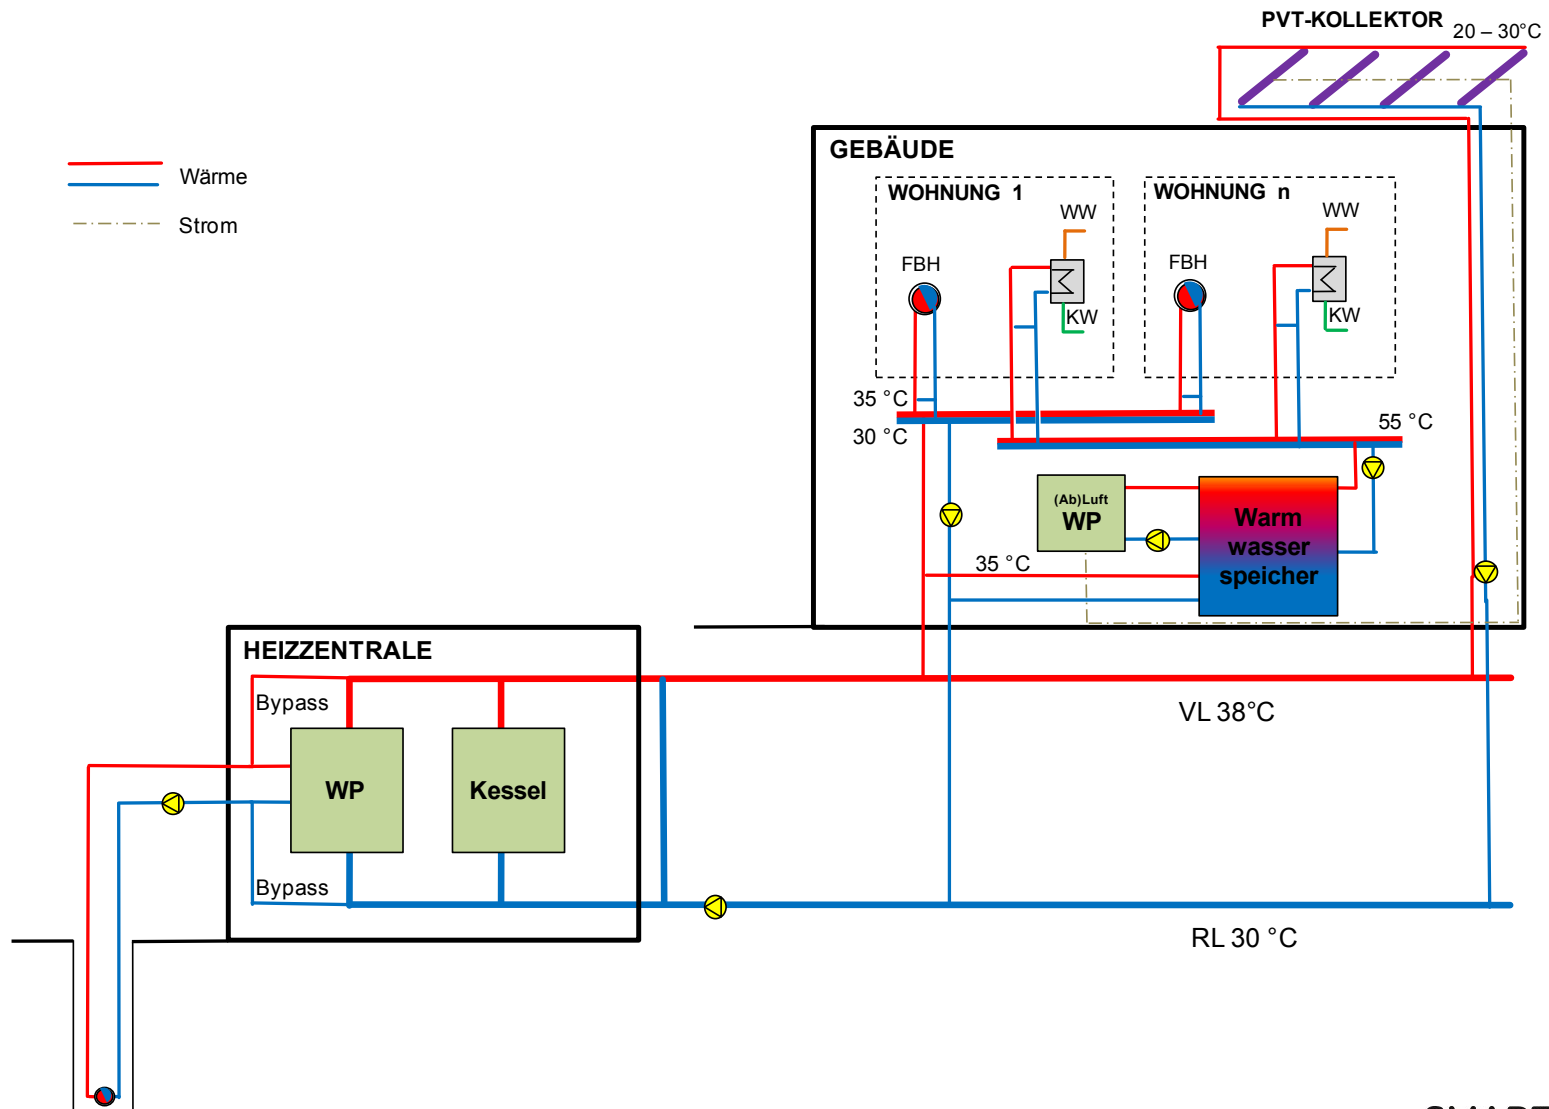 PVT-KOLLEKTOR 20 – 30°C
GEBÄUDE
Wärme
Strom
WOHNUNG 1
WOHNUNG n
WW
WW
FBH
FBH
KW
KW
35 °C
30 °C
55 °C
(Ab)Luft
WP
Warm
wasser
speicher
35 °C
HEIZZENTRALE
Bypass
VL 38°C
WP
Kessel
Bypass
RL 30 °C